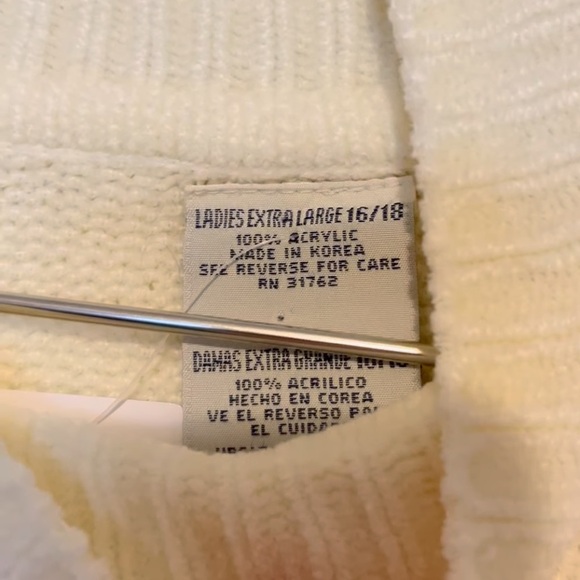 LADIES EXTRA LARGE 16/18
100% ACRYLIC
MADE IN KOREA
SEE REVERSE FOR CARE
RN 31762
DAMAS EXTRA GRANDE
100% ACRILICO
HECHO EN COREA
VE EL REVERSO
EL